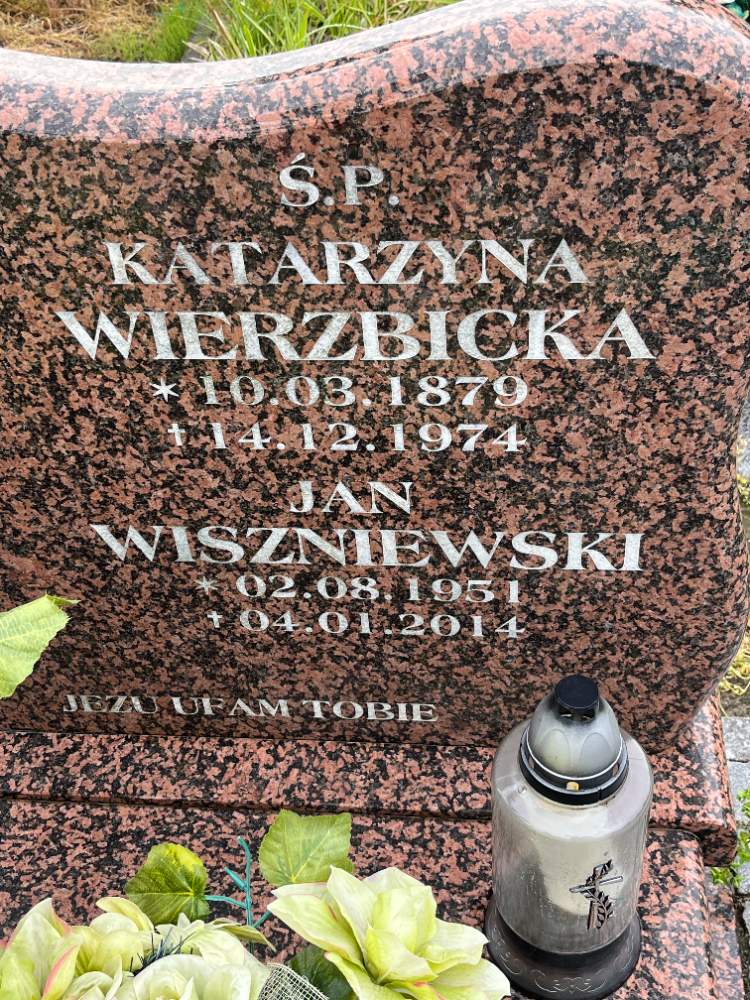 Ś.P.
KATARZYNA
WIERZBICKA
* 10.03.1879
† 14.12.1974
JAN
WISZNIEWSKI
* 02.08.1951
† 04.01.2014
JEZU UFAM TOBIE